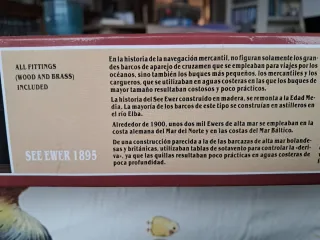 ALL FITTINGS
(WOOD AND BRASS)
INCLUDED
SEE EWER 1895
En la historia de la navegación mercantil, no figuran solamente los gran-
des barcos de aparejo de cruzamen que se empleaban para viajes por los
océanos, sino también los buques más pequeños, los mercantiles y los
cargueros, que se utilizaban en aguas costeras en las que los buques de
mayor tamaño resultaban costosos y poco prácticos.
La historia del See Ewer construido en madera, se remonta a la Edad Me-
dia. La mayoría de los barcos de este tipo se construían en astilleros en
el río Elba.
Alrededor de 1900, unos dos mil Ewers de alta mar se empleaban en la
costa alemana del Mar del Norte y en las costas del Mar Báltico.
De una construcción parecida a la de las barcazas de alta mar holande-
sas y británicas, utilizaban tablas de sotavento para controlar la «deri-
va», ya que las quillas resultaban poco prácticas en aguas costeras de
poca profundidad.